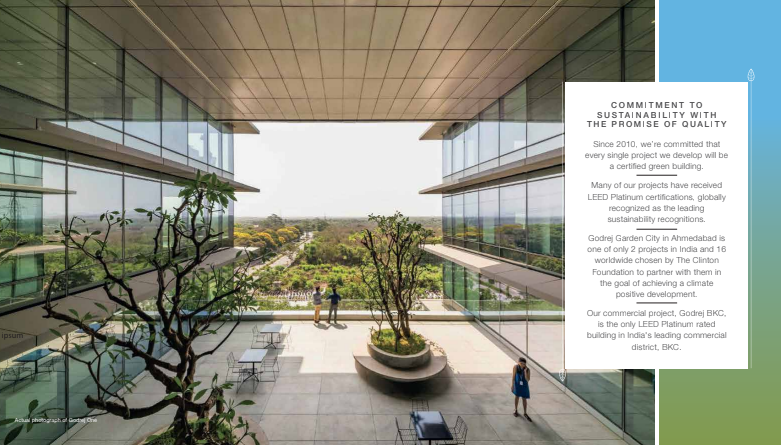 COMMITMENT TO
SUSTAINABILITY WITH
THE PROMISE OF QUALITY
Since 2010, we're committed that
every single project we develop will be
a certified green building.
Many of our projects have received
LEED Platinum certifications, globally
recognized as the leading
sustainability recognitions.
Godrej Garden City in Ahmedabad is
one of only 2 projects in India and 16
worldwide chosen by The Clinton
Foundation to partner with them in
the goal of achieving a climate
positive development.
Our commercial project, Godrej BKC,
is the only LEED Platinum rated
building in India's leading commercial
district, BKC.
ipsum
Actual photograph of Godrej One